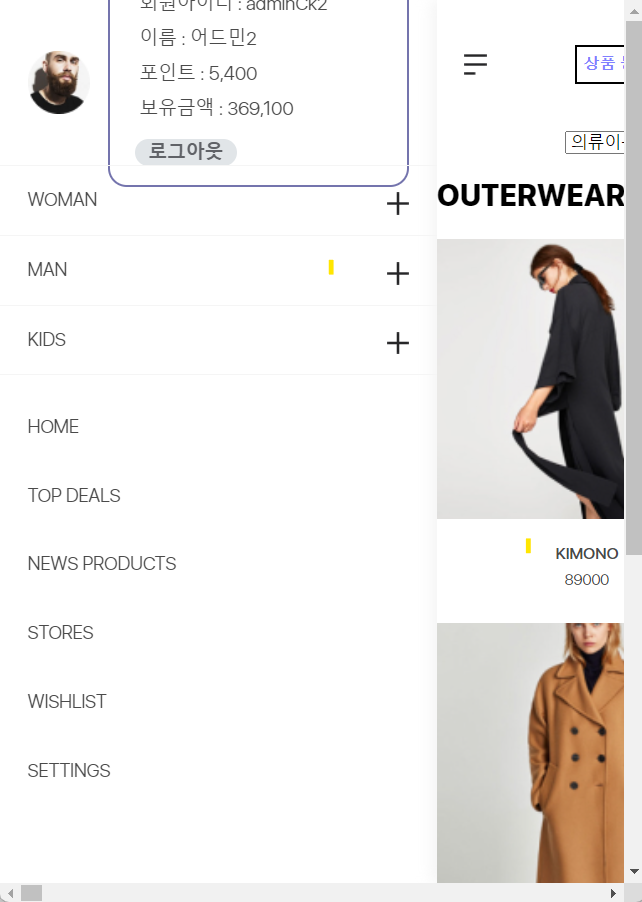 회원아이디 : adminCk2
이름 : 어드민2
포인트 : 5,400
보유금액 : 369,100
로그아웃
WOMAN
MAN
KIDS
HOME
TOP DEALS
NEWS PRODUCTS
STORES
WISHLIST
SETTINGS
상품
의류이
OUTERWEAR
KIMONO
89000